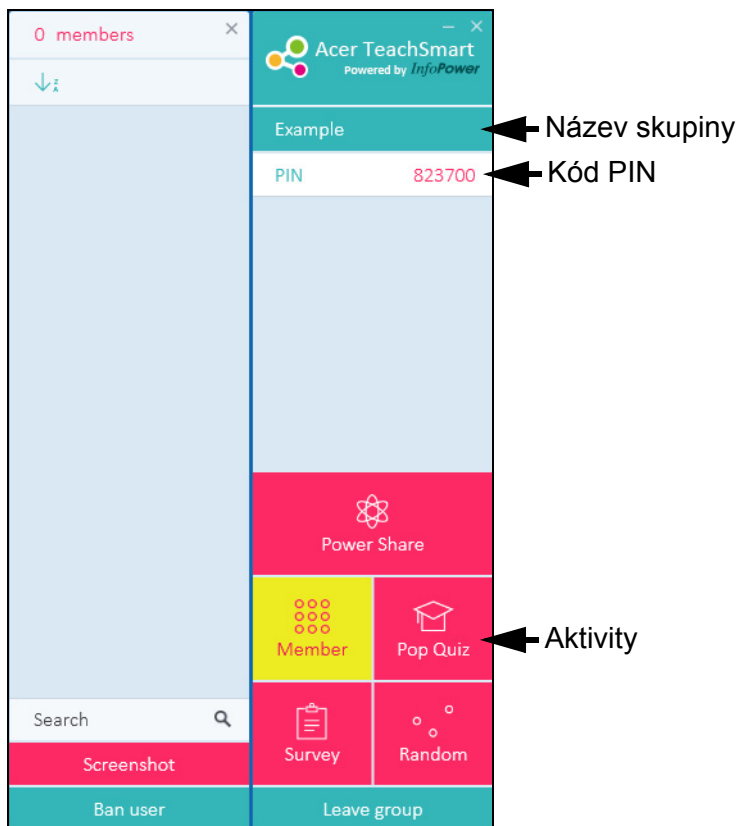 0 members
Acer TeachSmart
Powered by InfoPower
Example
Název skupiny
PIN 823700
Kód PIN
Power Share
Member
Pop Quiz
Aktivity
Search
Survey
Random
Screenshot
Ban user
Leave group